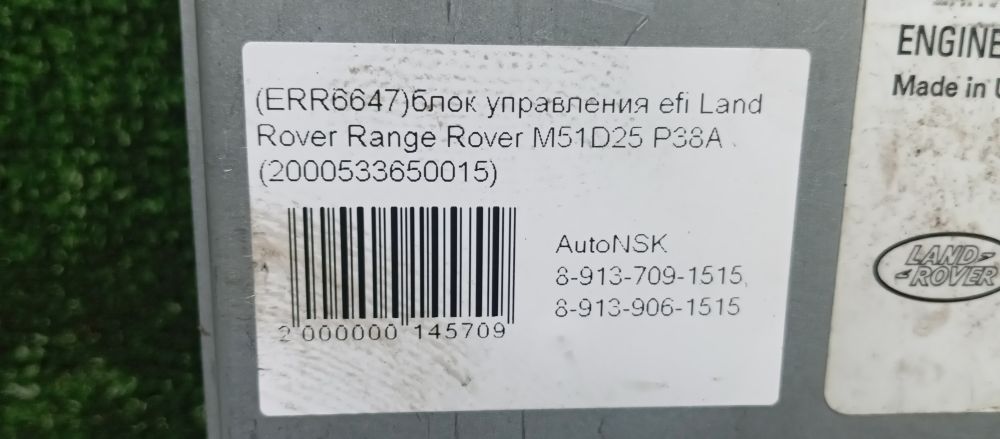 (ERR6647)блок управления efi Land
Rover Range Rover M51D25 P38A
(2000533650015)
AutoNSK
8-913-709-1515,
8-913-906-1515
2 000000 145709
ENGINE
Made in
LAND
ROVER